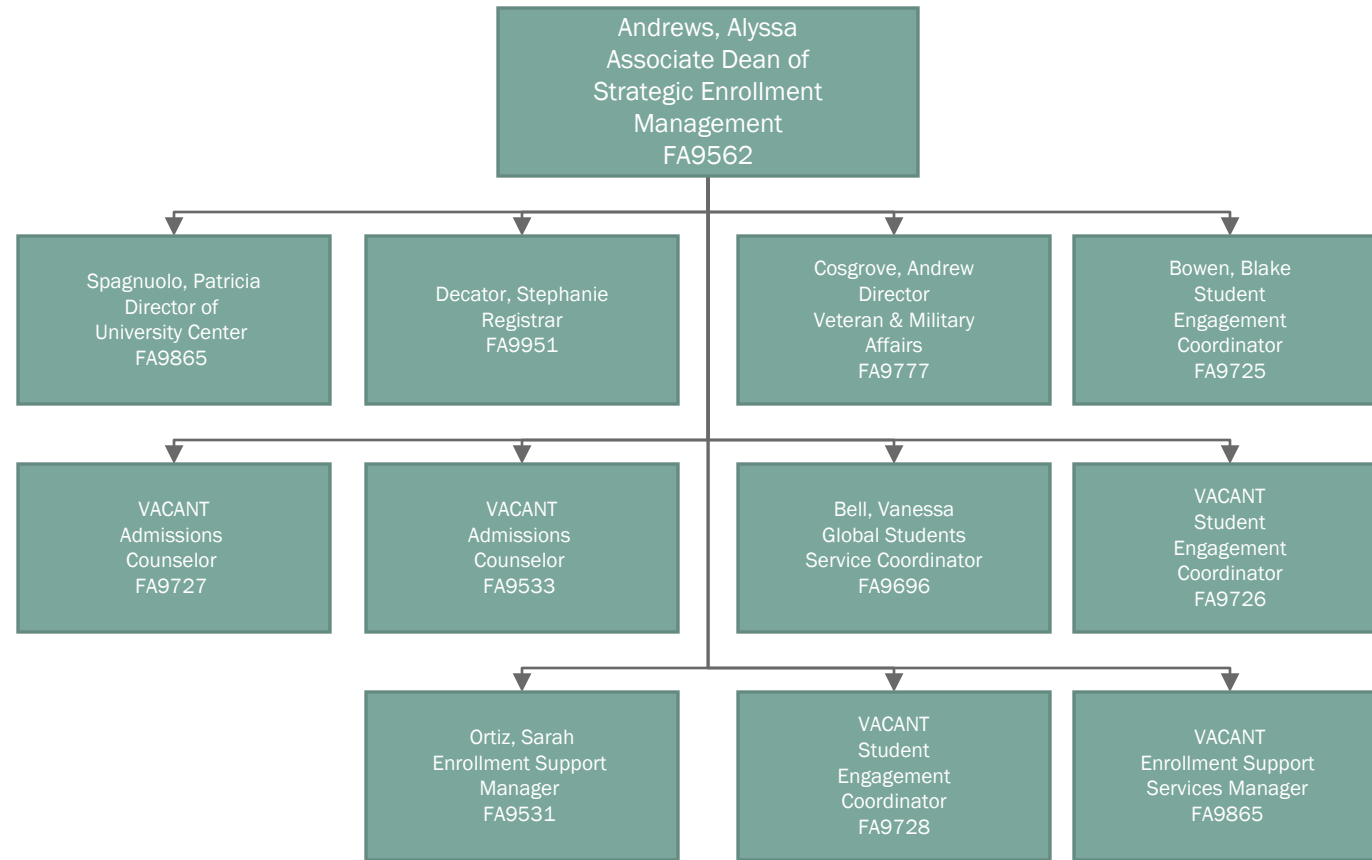 Andrews, Alyssa
Associate Dean of
Strategic Enrollment
Management
FA9562
Spagnuolo, Patricia
Director of
University Center
FA9865
Decator, Stephanie
Registrar
FA9951
Cosgrove, Andrew
Director
Veteran & Military
Affairs
FA9777
Bowen, Blake
Student
Engagement
Coordinator
FA9725
VACANT
Admissions
Counselor
FA9727
VACANT
Admissions
Counselor
FA9533
Bell, Vanessa
Global Students
Service Coordinator
FA9696
VACANT
Student
Engagement
Coordinator
FA9726
Ortiz, Sarah
Enrollment Support
Manager
FA9531
VACANT
Student
Engagement
Coordinator
FA9728
VACANT
Enrollment Support
Services Manager
FA9865